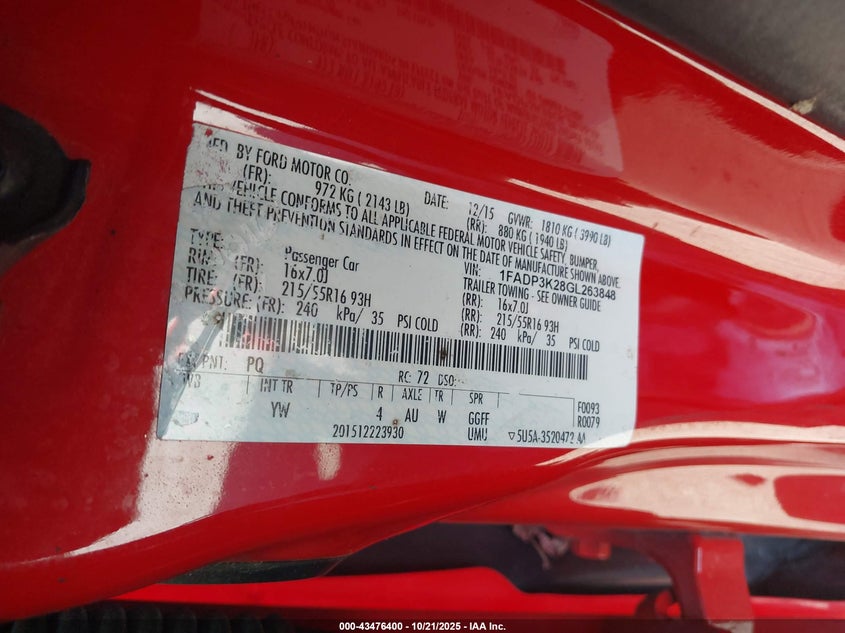 MFD. BY FORD MOTOR CO.
DATE: 12/15 GVWR: 1810 KG ( 3990 LB)
(FR): 972 KG ( 2143 LB) (RR): 880 KG ( 1940 LB)
THIS VEHICLE CONFORMS TO ALL APPLICABLE FEDERAL MOTOR VEHICLE SAFETY, BUMPER,
AND THEFT PREVENTION STANDARDS IN EFFECT ON THE DATE OF MANUFACTURE SHOWN ABOVE.
VIN: 1FADP3K28GL263848
TYPE: Passenger Car TRAILER TOWING - SEE OWNER GUIDE
RIM: (FR) 16x7.0J (RR): 16x7.0J
TIRE: (FR): 215/55R16 93H (RR): 215/55R16 93H
PRESSURE: (FR): 240 kPa/ 35 PSI COLD (RR): 240 kPa/ 35 PSI COLD
PNT: PQ RC: 72 DSO:
WB INT TR TP/PS R AXLE TR SPR F0093
YW 4 AU W GGFF R0079
201512223930 UMU ▽5U5A-3520472-AA
000-43476400 - 10/21/2025 - IAA Inc.